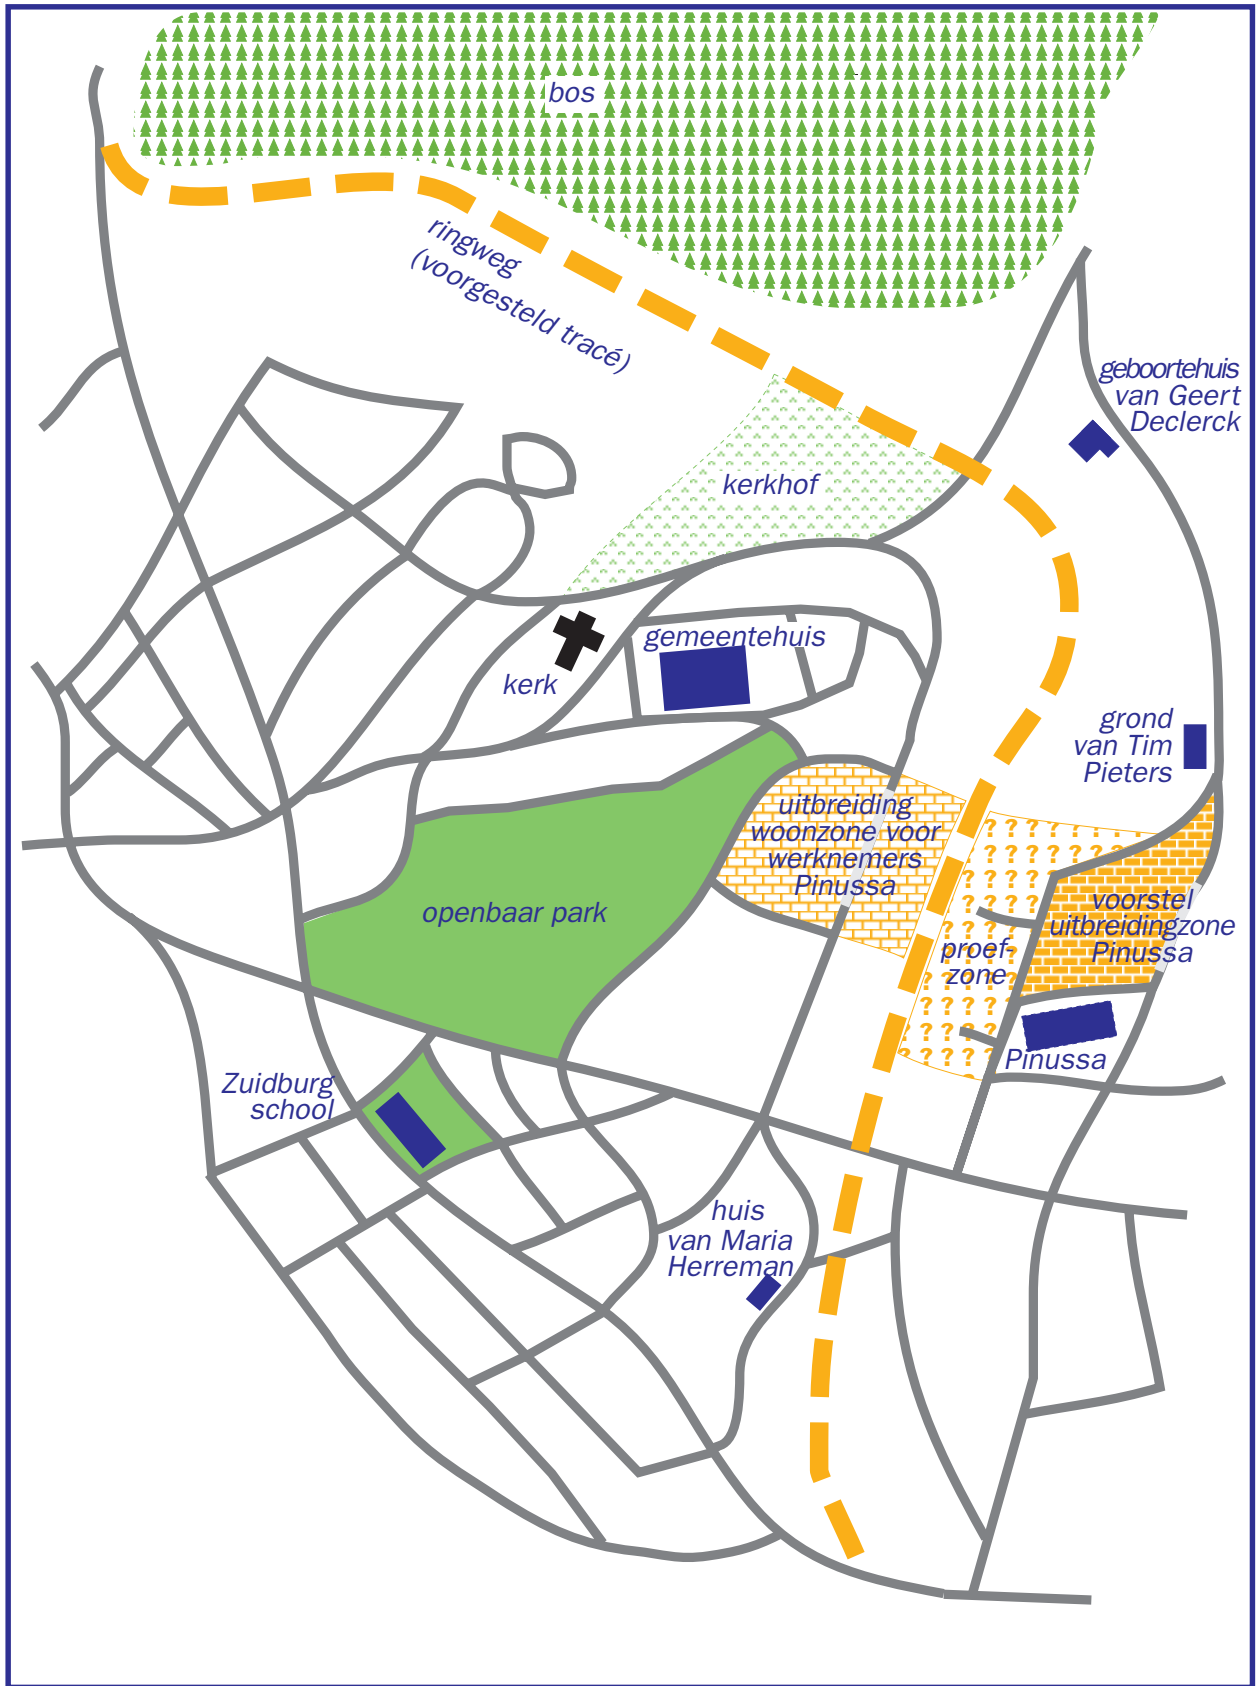 bos
ringweg
(voorgesteld tracé)
geboortehuis
van Geert
Declerck
kerkhof
gemeentehuis
kerk
grond
van Tim
Pieters
uitbreiding
woonzone voor
werknemers
Pinussa
openbaar park
voorstel
uitbreidingzone
Pinussa
proef-
zone
Pinussa
Zuidburg
school
huis
van Maria
Herreman